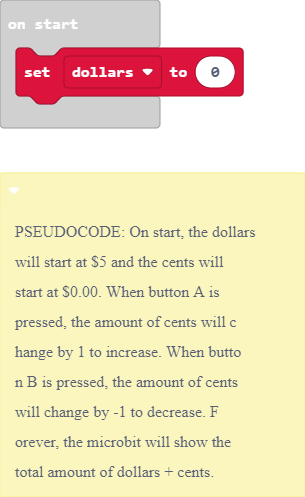 on start
set dollars to 0
PSEUDOCODE: On start, the dollars
will start at $5 and the cents will
start at $0.00. When button A is
pressed, the amount of cents will c
hange by 1 to increase. When butto
n B is pressed, the amount of cents
will change by -1 to decrease. F
orever, the microbit will show the
total amount of dollars + cents.